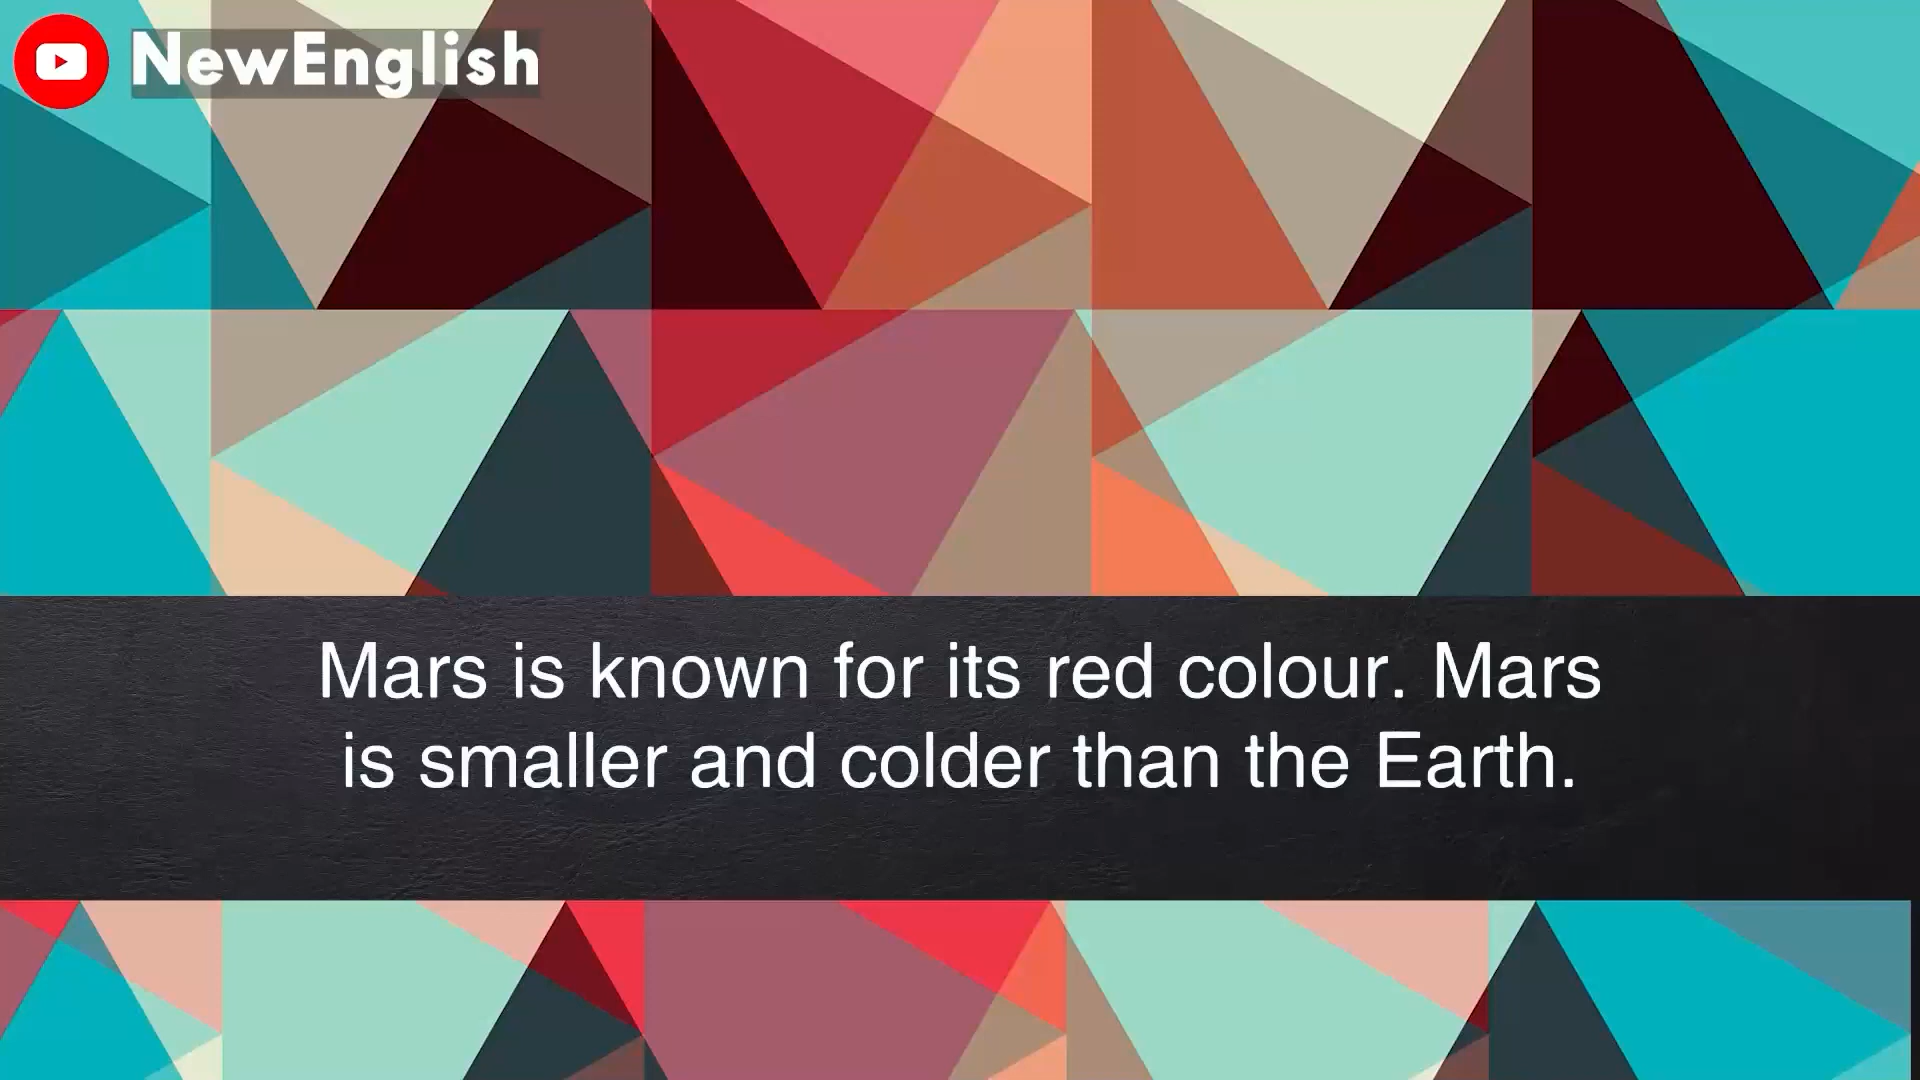 NewEnglish
Mars is known for its red colour. Mars
is smaller and colder than the Earth.